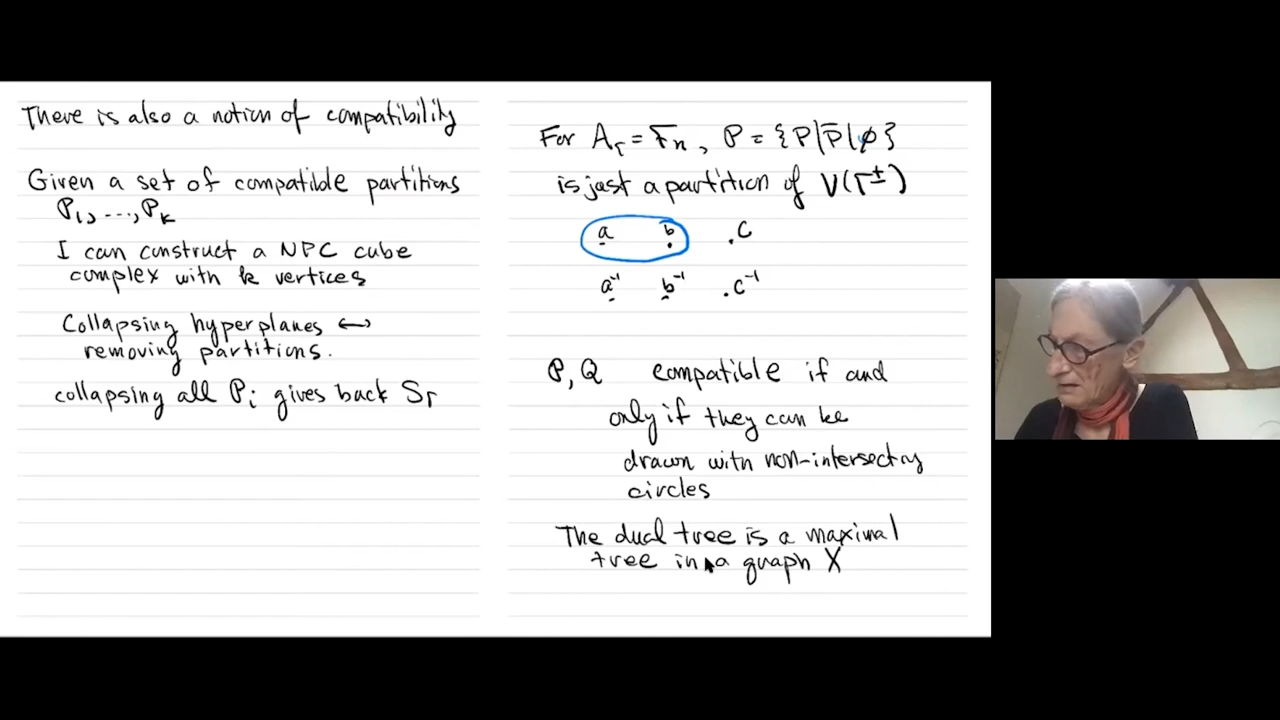 There is also a notion of compatibility
Given a set of compatible partitions
P₁, ..., Pₖ
I can construct a NPC cube
complex with k vertices
Collapsing hyperplanes ↔
removing partitions.
collapsing all Pᵢ gives back S_Γ
For A_Γ = Fₙ, P = {P|P̄|∅}
is just a partition of V(Γ^±)
a b .c
a⁻¹ b⁻¹ .c⁻¹
P, Q compatible if and
only if they can be
drawn with non-intersecting
circles
The dual tree is a maximal
tree in a graph X